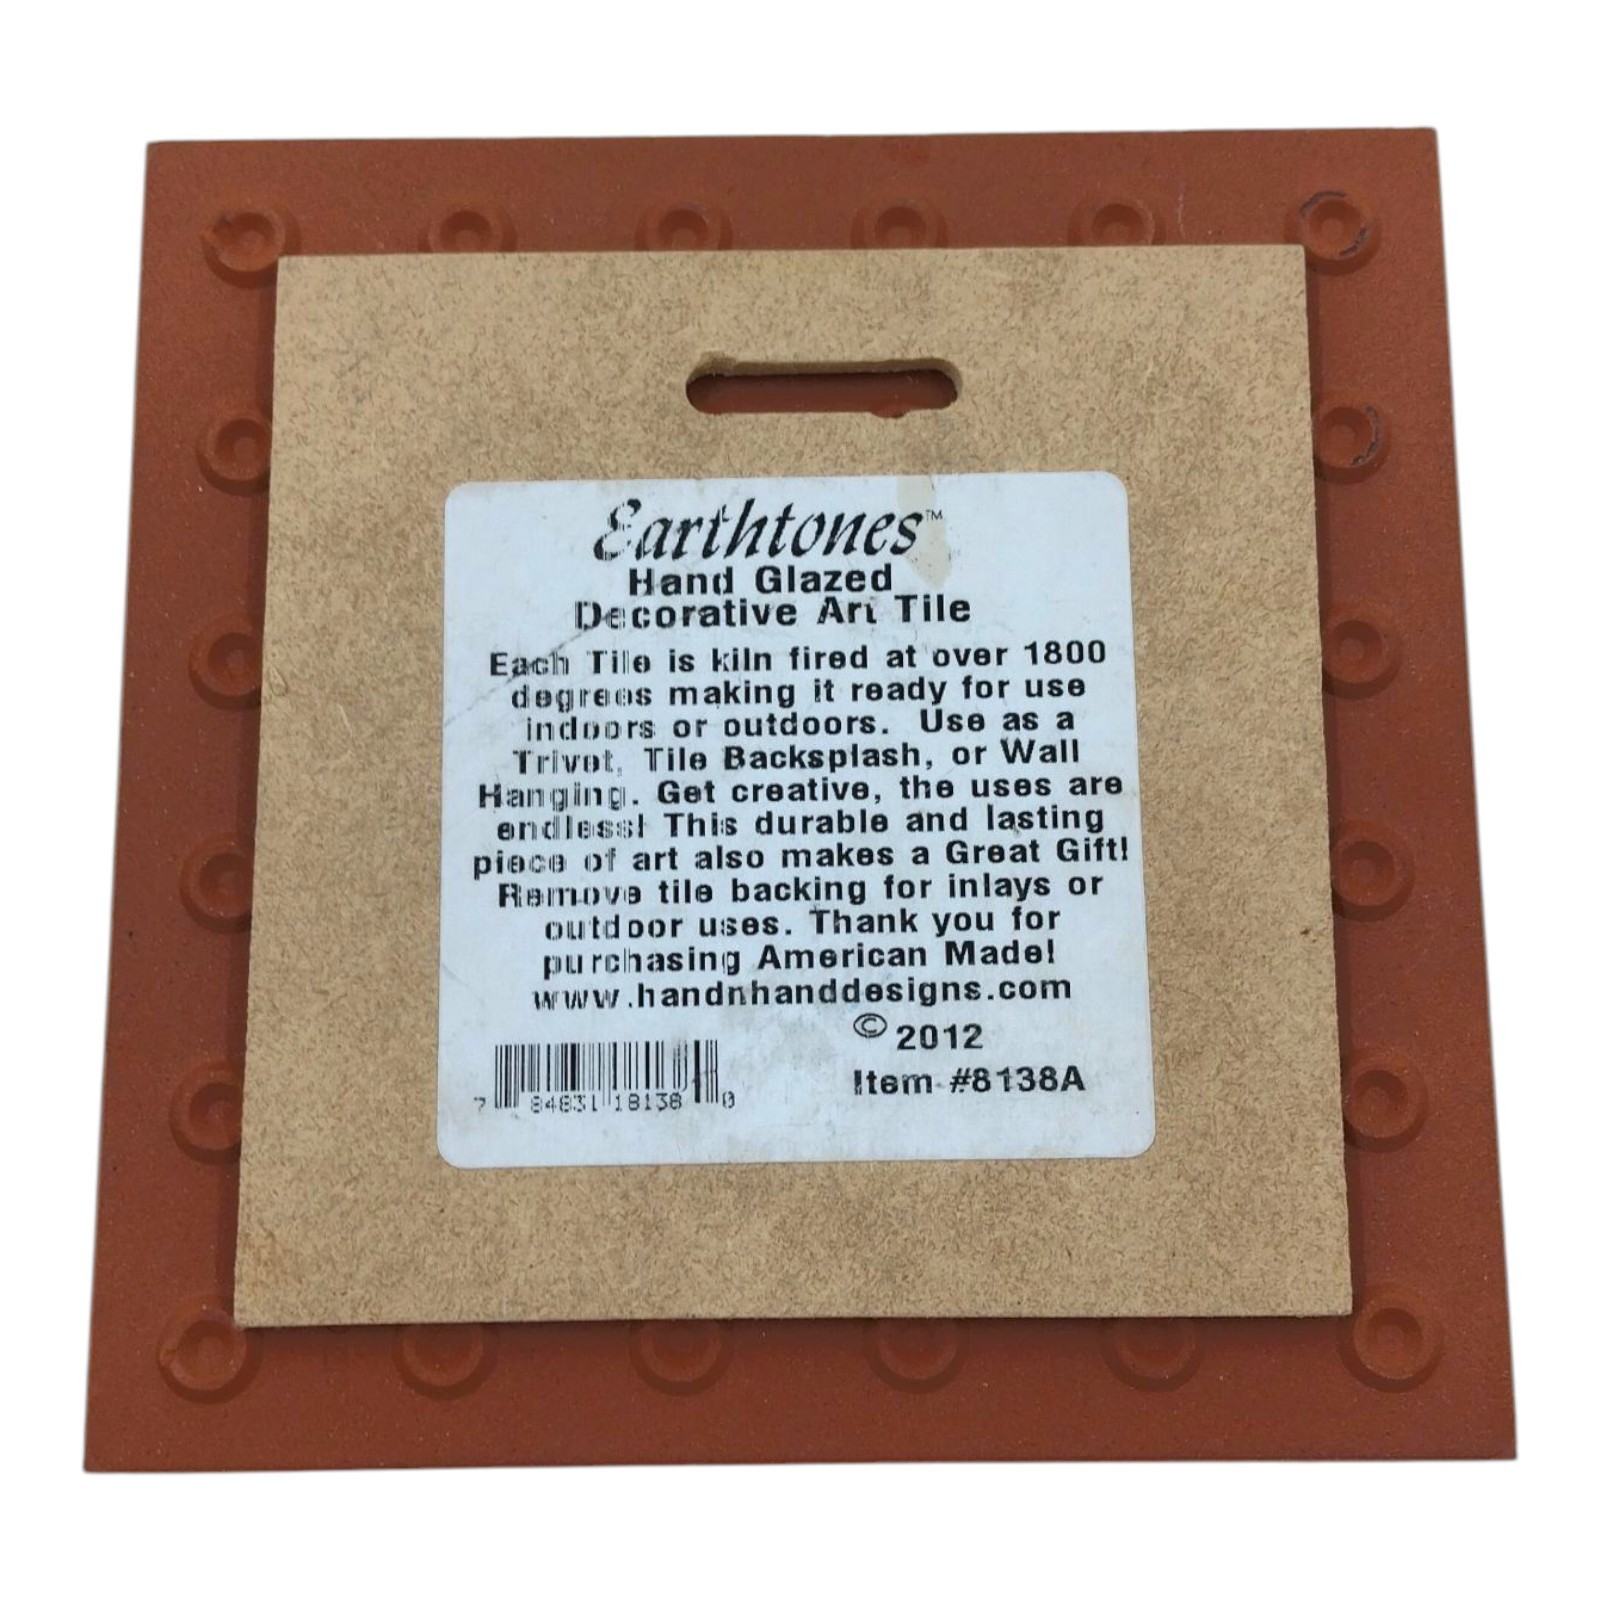 Earthtones™
Hand Glazed
Decorative Art Tile
Each Tile is kiln fired at over 1800
degrees making it ready for use
indoors or outdoors. Use as a
Trivet, Tile Backsplash, or Wall
Hanging. Get creative, the uses are
endless! This durable and lasting
piece of art also makes a Great Gift!
Remove tile backing for inlays or
outdoor uses. Thank you for
purchasing American Made!
www.handnhanddesigns.com
© 2012
Item #8138A
7 84831 18138 0